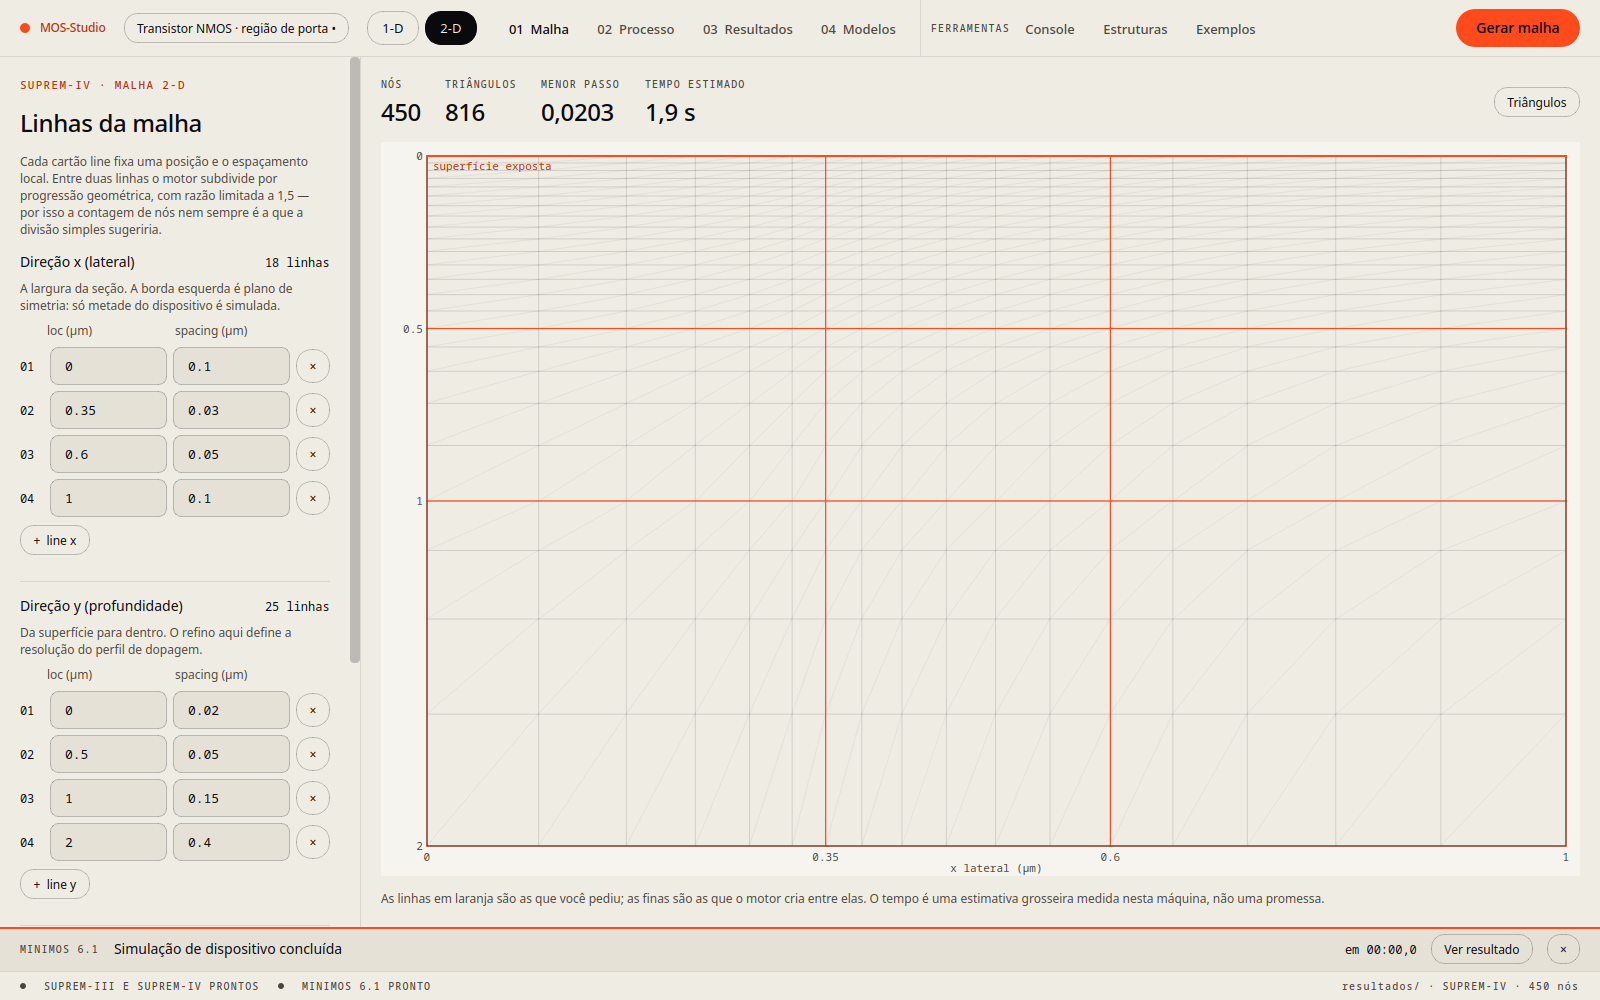 MOS-Studio
Transistor NMOS · região de porta •
1-D
2-D
01 Malha
02 Processo
03 Resultados
04 Modelos
FERRAMENTAS
Console
Estruturas
Exemplos
Gerar malha
SUPREM-IV · MALHA 2-D
Linhas da malha
Cada cartão line fixa uma posição e o espaçamento
local. Entre duas linhas o motor subdivide por
progressão geométrica, com razão limitada a 1,5 —
por isso a contagem de nós nem sempre é a que a
divisão simples sugeriria.
Direção x (lateral)
18 linhas
A largura da seção. A borda esquerda é plano de
simetria: só metade do dispositivo é simulada.
loc (µm)
spacing (µm)
01
0
0.1
×
02
0.35
0.03
×
03
0.6
0.05
×
04
1
0.1
×
+ line x
Direção y (profundidade)
25 linhas
Da superfície para dentro. O refino aqui define a
resolução do perfil de dopagem.
loc (µm)
spacing (µm)
01
0
0.02
×
02
0.5
0.05
×
03
1
0.15
×
04
2
0.4
×
+ line y
NÓS
450
TRIÂNGULOS
816
MENOR PASSO
0,0203
TEMPO ESTIMADO
1,9 s
Triângulos
superfície exposta
0
0.5
1
2
0
0.35
0.6
1
x lateral (µm)
As linhas em laranja são as que você pediu; as finas são as que o motor cria entre elas. O tempo é uma estimativa grosseira medida nesta máquina, não uma promessa.
MINIMOS 6.1
Simulação de dispositivo concluída
em 00:00,0
Ver resultado
×
SUPREM-III E SUPREM-IV PRONTOS
MINIMOS 6.1 PRONTO
resultados/ · SUPREM-IV · 450 nós